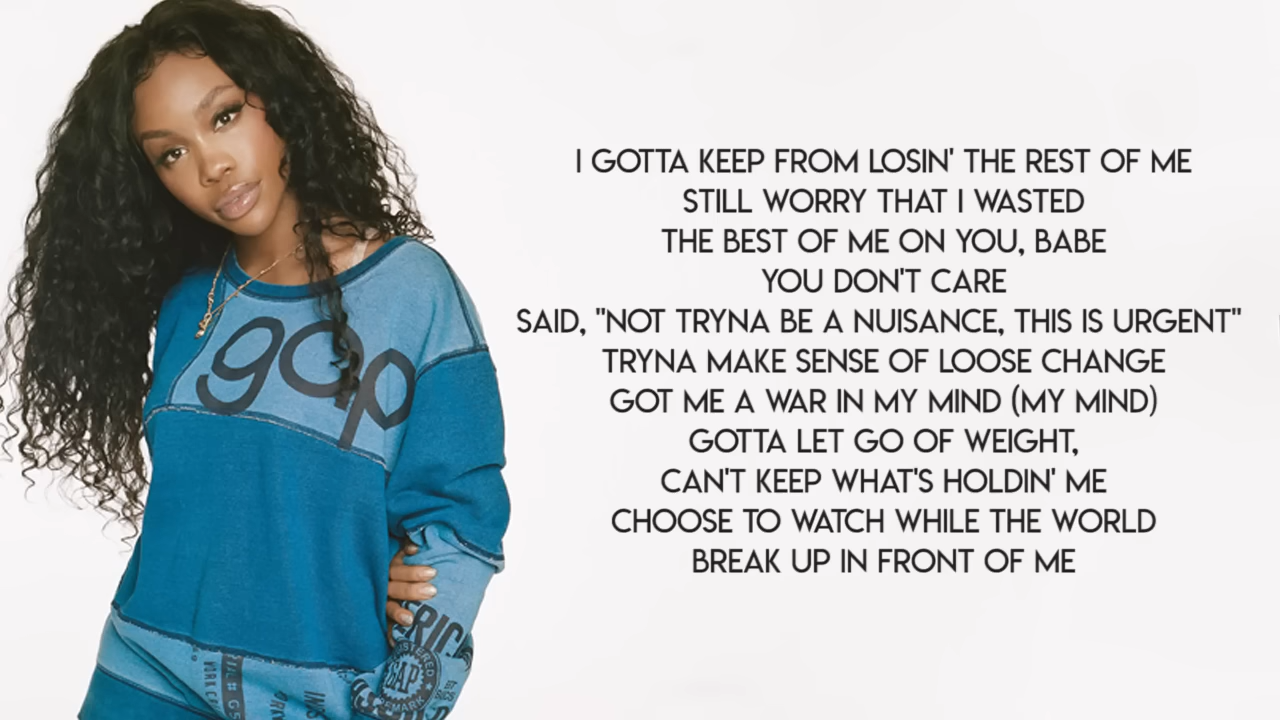 gap
I GOTTA KEEP FROM LOSIN' THE REST OF ME
STILL WORRY THAT I WASTED
THE BEST OF ME ON YOU, BABE
YOU DON'T CARE
SAID, "NOT TRYNA BE A NUISANCE, THIS IS URGENT"
TRYNA MAKE SENSE OF LOOSE CHANGE
GOT ME A WAR IN MY MIND (MY MIND)
GOTTA LET GO OF WEIGHT,
CAN'T KEEP WHAT'S HOLDIN' ME
CHOOSE TO WATCH WHILE THE WORLD
BREAK UP IN FRONT OF ME
GAP